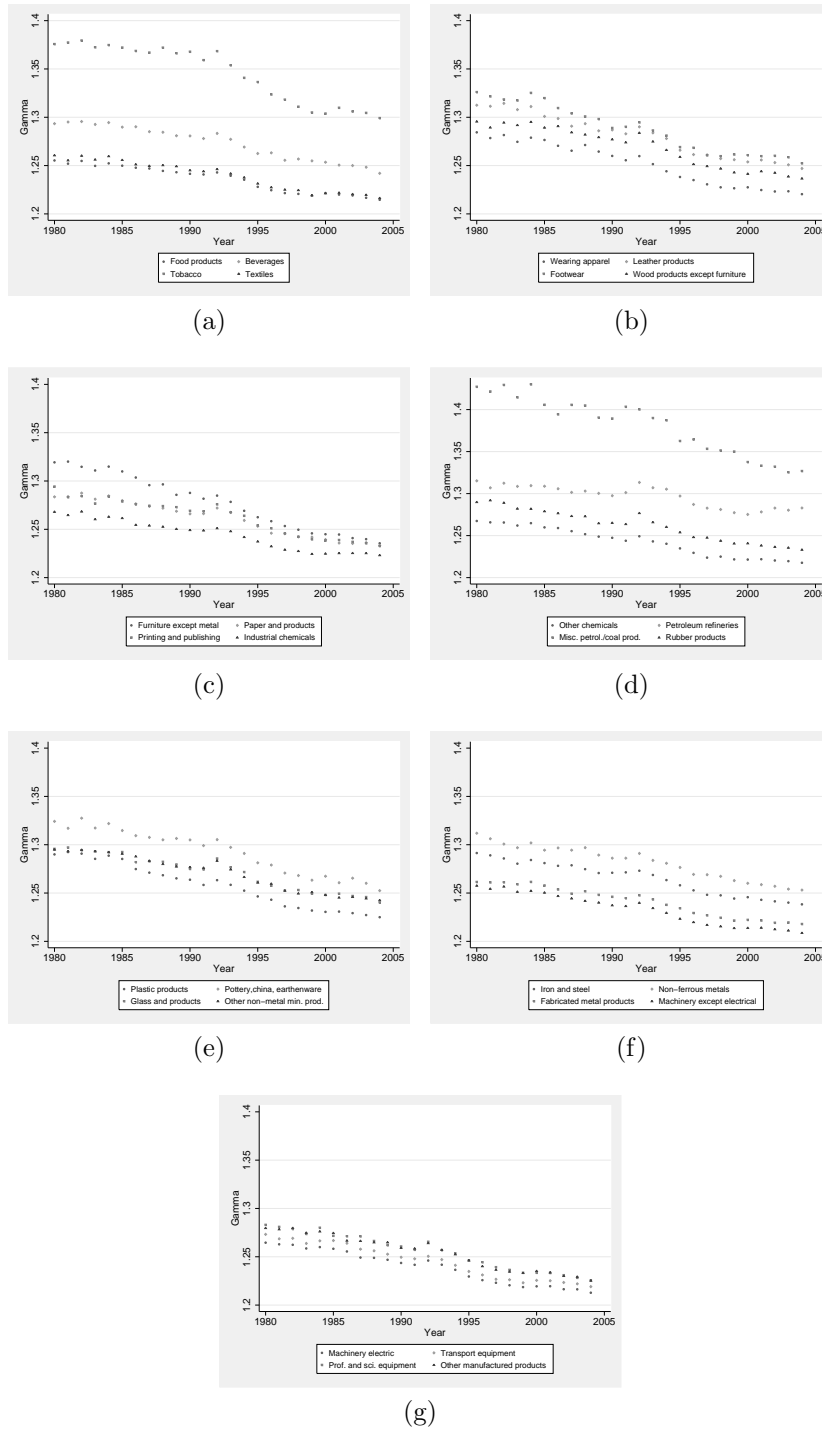 1.4
1.35
1.3
1.25
1.2
Gamma
1980 1985 1990 1995 2000 2005
Year
Food products Beverages
Tobacco Textiles
(a)
1.4
1.35
1.3
1.25
1.2
Gamma
1980 1985 1990 1995 2000 2005
Year
Wearing apparel Leather products
Footwear Wood products except furniture
(b)
1.4
1.35
1.3
1.25
1.2
Gamma
1980 1985 1990 1995 2000 2005
Year
Furniture except metal Paper and products
Printing and publishing Industrial chemicals
(c)
1.4
1.35
1.3
1.25
1.2
Gamma
1980 1985 1990 1995 2000 2005
Year
Other chemicals Petroleum refineries
Misc. petrol./coal prod. Rubber products
(d)
1.4
1.35
1.3
1.25
1.2
Gamma
1980 1985 1990 1995 2000 2005
Year
Plastic products Pottery,china, earthenware
Glass and products Other non−metal min. prod.
(e)
1.4
1.35
1.3
1.25
1.2
Gamma
1980 1985 1990 1995 2000 2005
Year
Iron and steel Non−ferrous metals
Fabricated metal products Machinery except electrical
(f)
1.4
1.35
1.3
1.25
1.2
Gamma
1980 1985 1990 1995 2000 2005
Year
Machinery electric Transport equipment
Prof. and sci. equipment Other manufactured products
(g)